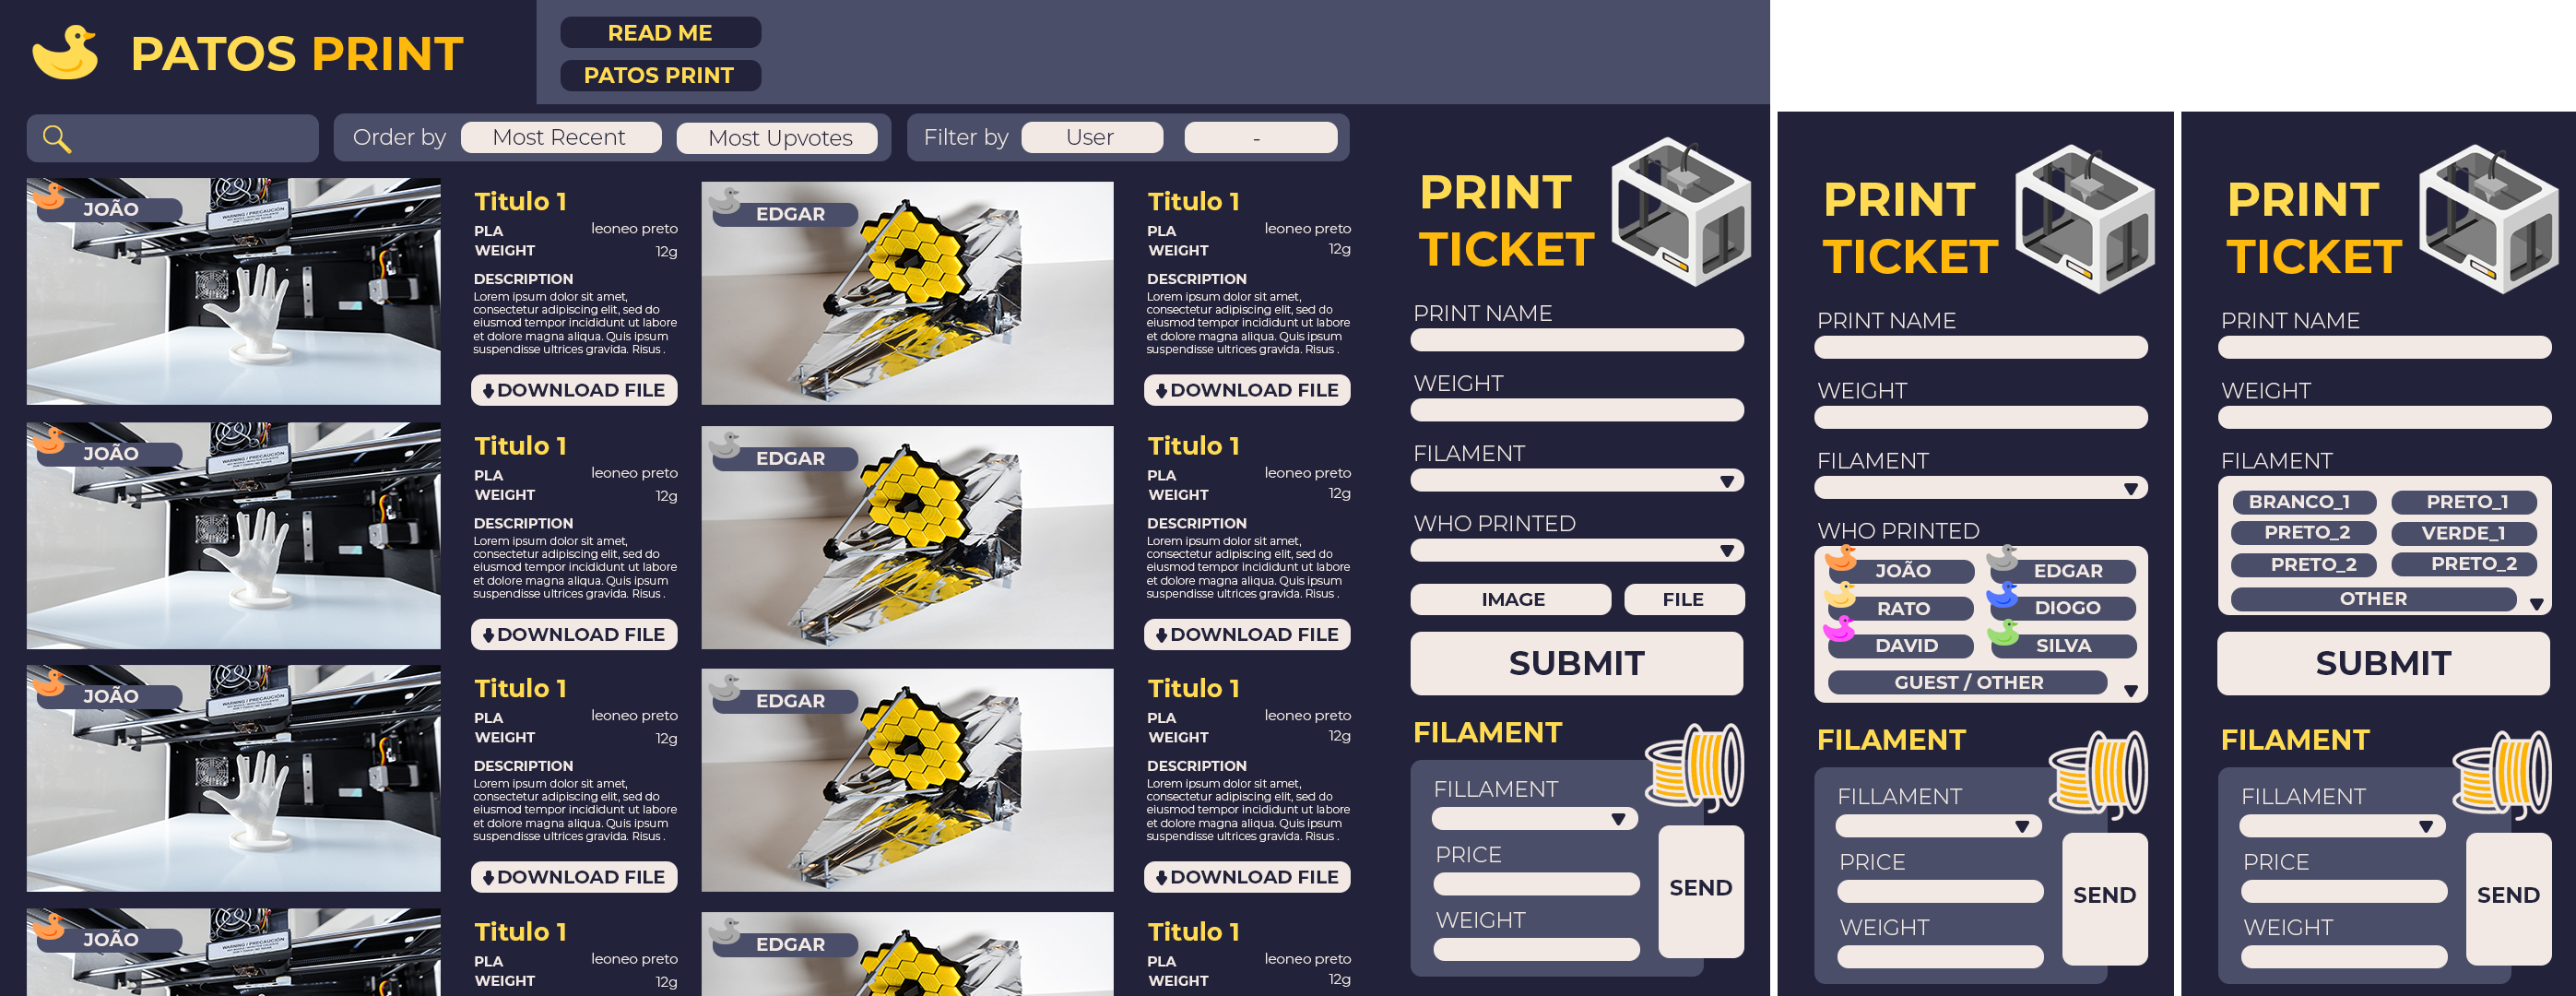 PATOS PRINT
READ ME
PATOS PRINT
Order by
Most Recent
Most Upvotes
Filter by
User
-
JOÃO
Titulo 1
PLA
leoneo preto
WEIGHT
12g
DESCRIPTION
Lorem ipsum dolor sit amet,
consectetur adipiscing elit, sed do
eiusmod tempor incididunt ut labore
et dolore magna aliqua. Quis ipsum
suspendisse ultrices gravida. Risus .
DOWNLOAD FILE
EDGAR
Titulo 1
PLA
leoneo preto
WEIGHT
12g
DESCRIPTION
Lorem ipsum dolor sit amet,
consectetur adipiscing elit, sed do
eiusmod tempor incididunt ut labore
et dolore magna aliqua. Quis ipsum
suspendisse ultrices gravida. Risus .
DOWNLOAD FILE
JOÃO
Titulo 1
PLA
leoneo preto
WEIGHT
12g
DESCRIPTION
Lorem ipsum dolor sit amet,
consectetur adipiscing elit, sed do
eiusmod tempor incididunt ut labore
et dolore magna aliqua. Quis ipsum
suspendisse ultrices gravida. Risus .
DOWNLOAD FILE
EDGAR
Titulo 1
PLA
leoneo preto
WEIGHT
12g
DESCRIPTION
Lorem ipsum dolor sit amet,
consectetur adipiscing elit, sed do
eiusmod tempor incididunt ut labore
et dolore magna aliqua. Quis ipsum
suspendisse ultrices gravida. Risus .
DOWNLOAD FILE
JOÃO
Titulo 1
PLA
leoneo preto
WEIGHT
12g
DESCRIPTION
Lorem ipsum dolor sit amet,
consectetur adipiscing elit, sed do
eiusmod tempor incididunt ut labore
et dolore magna aliqua. Quis ipsum
suspendisse ultrices gravida. Risus .
DOWNLOAD FILE
EDGAR
Titulo 1
PLA
leoneo preto
WEIGHT
12g
DESCRIPTION
Lorem ipsum dolor sit amet,
consectetur adipiscing elit, sed do
eiusmod tempor incididunt ut labore
et dolore magna aliqua. Quis ipsum
suspendisse ultrices gravida. Risus .
DOWNLOAD FILE
JOÃO
Titulo 1
PLA
leoneo preto
WEIGHT
12g
EDGAR
Titulo 1
PLA
leoneo preto
WEIGHT
12g
PRINT
TICKET
PRINT NAME
WEIGHT
FILAMENT
WHO PRINTED
IMAGE
FILE
SUBMIT
FILAMENT
FILLAMENT
PRICE
WEIGHT
SEND
PRINT
TICKET
PRINT NAME
WEIGHT
FILAMENT
WHO PRINTED
JOÃO
EDGAR
RATO
DIOGO
DAVID
SILVA
GUEST / OTHER
FILAMENT
FILLAMENT
PRICE
WEIGHT
SEND
PRINT
TICKET
PRINT NAME
WEIGHT
FILAMENT
BRANCO_1
PRETO_1
PRETO_2
VERDE_1
PRETO_2
PRETO_2
OTHER
SUBMIT
FILAMENT
FILLAMENT
PRICE
WEIGHT
SEND